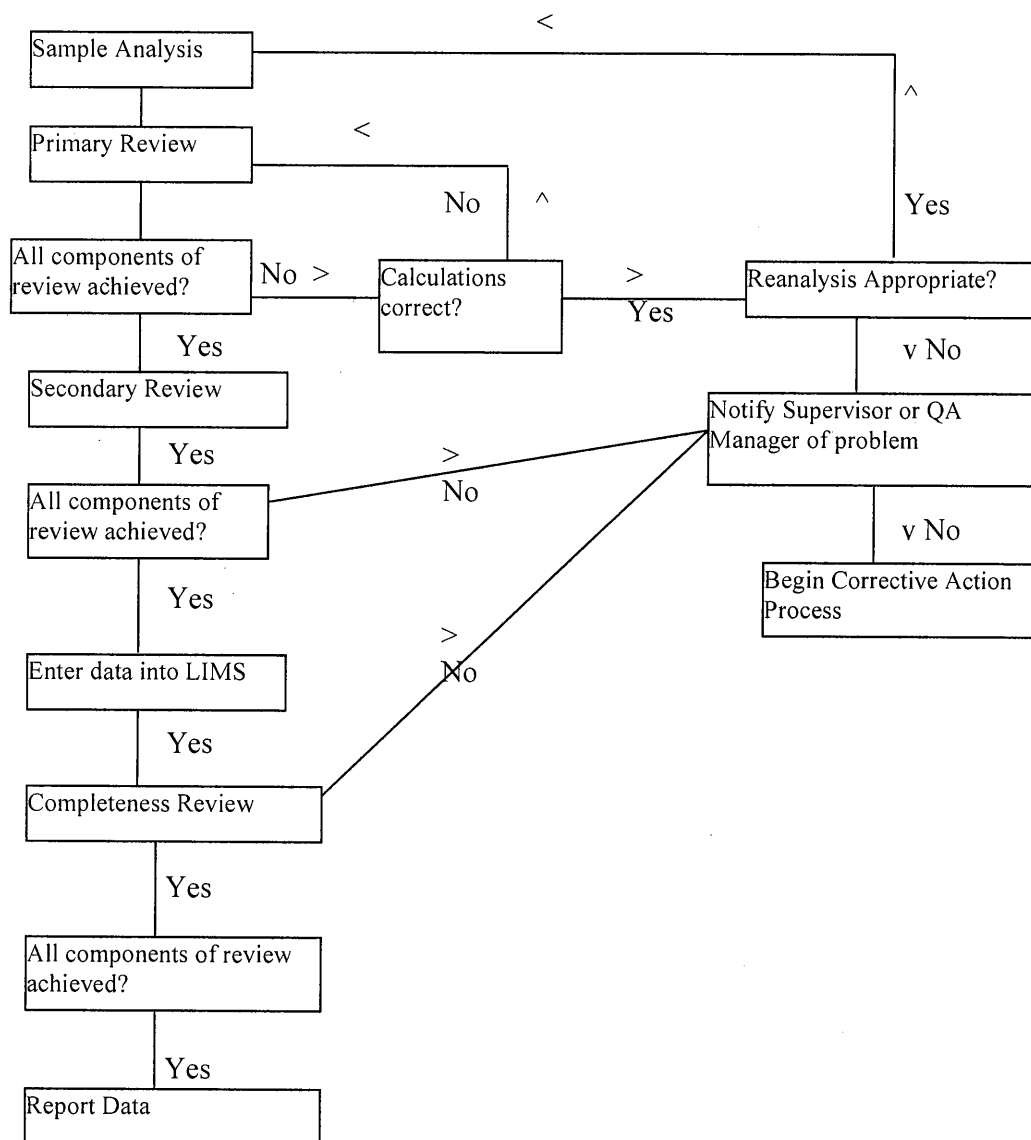 <
Sample Analysis
^
Primary Review
<
No
^
Yes
All components of
review achieved?
No >
Calculations
correct?
>
Yes
Reanalysis Appropriate?
Yes
v No
Secondary Review
Notify Supervisor or QA
Manager of problem
Yes
>
No
All components of
review achieved?
v No
Begin Corrective Action
Process
Yes
>
No
Enter data into LIMS
Yes
Completeness Review
Yes
All components of review
achieved?
Yes
Report Data